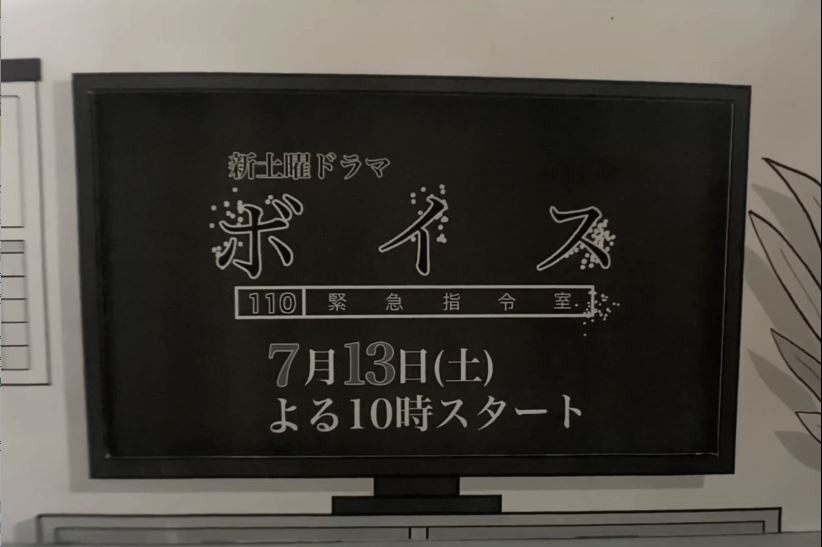 新土曜ドラマ
ボイス
110 緊急指令室
7月13日(土)
よる10時スタート